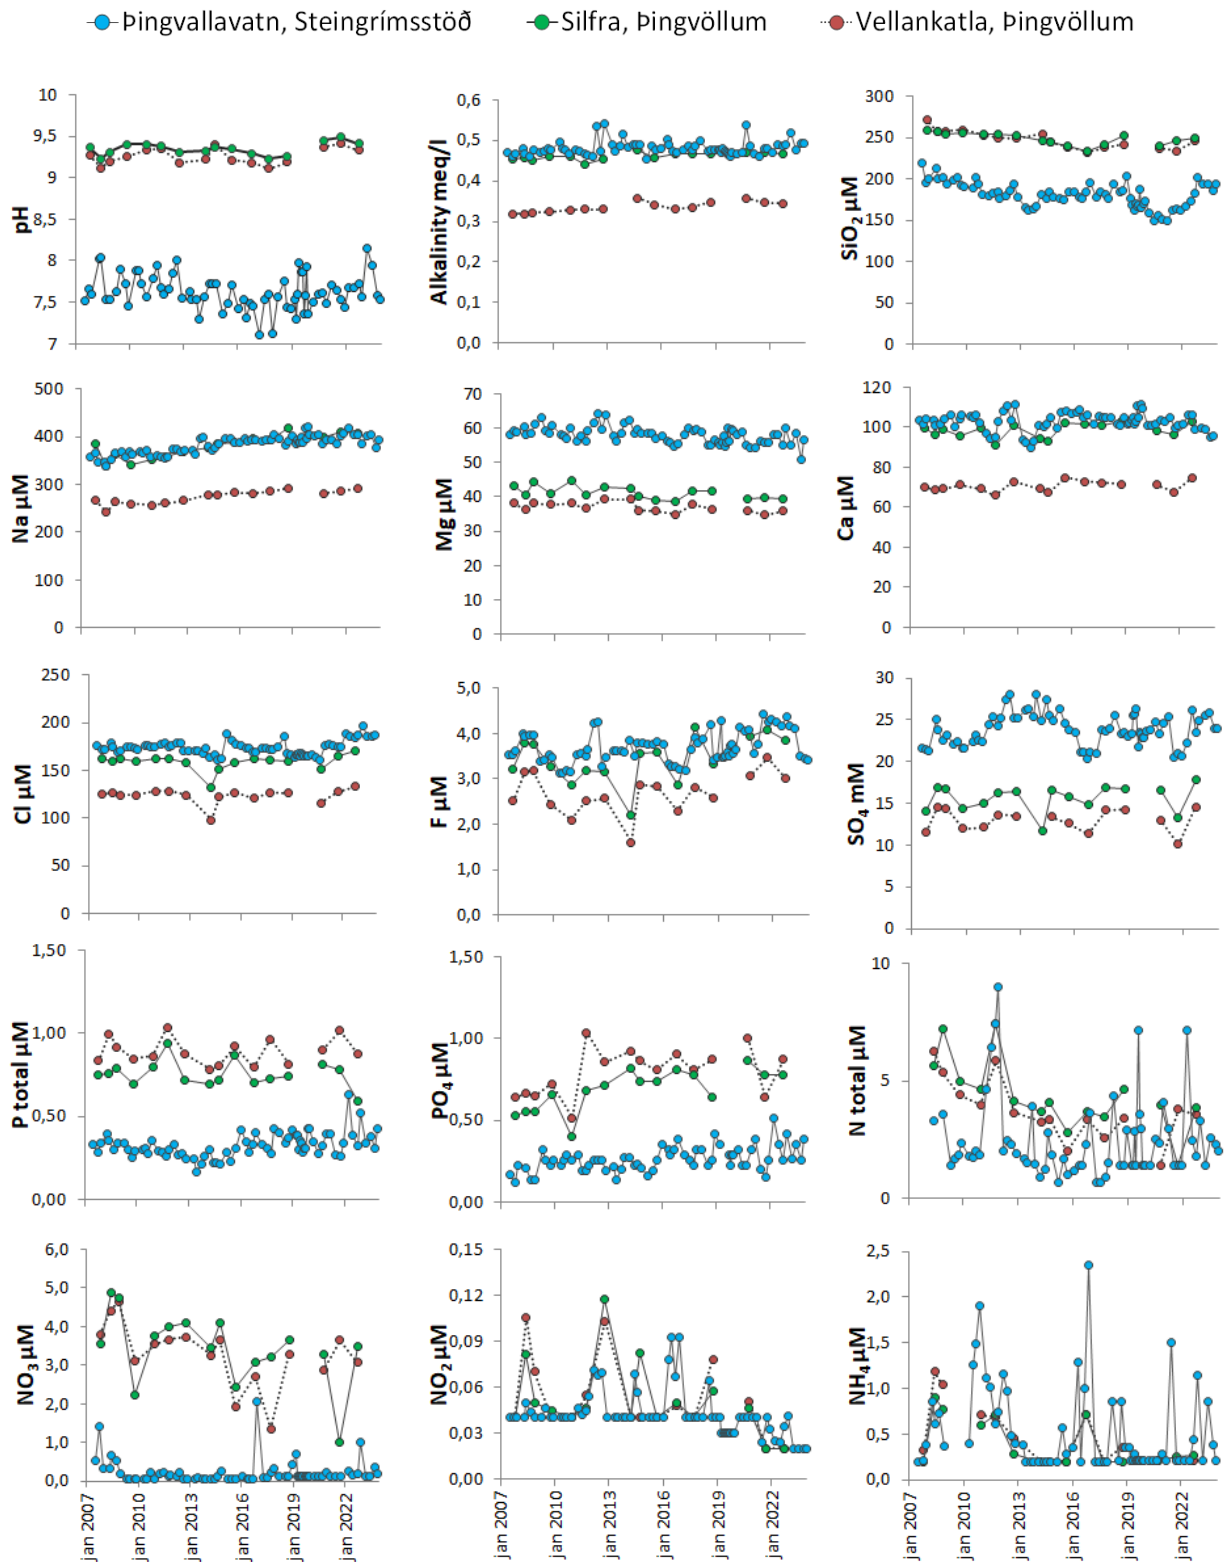 Þingvallavatn, Steingrímsstöð Silfra, Þingvöllum Vellankatla, Þingvöllum
pH
10
9,5
9
8,5
8
7,5
7
Alkalinity meq/l
0,6
0,5
0,4
0,3
0,2
0,1
0,0
SiO₂ µM
300
250
200
150
100
50
0
Na µM
500
400
300
200
100
0
Mg µM
70
60
50
40
30
20
10
0
Ca µM
120
100
80
60
40
20
0
Cl µM
250
200
150
100
50
0
F µM
5,0
4,0
3,0
2,0
1,0
0,0
SO₄ mM
30
25
20
15
10
5
0
P total µM
1,50
1,00
0,50
0,00
PO₄ µM
1,50
1,00
0,50
0,00
N total µM
10
5
0
NO₃ µM
6,0
5,0
4,0
3,0
2,0
1,0
0,0
jan 2007
jan 2010
jan 2013
jan 2016
jan 2019
jan 2022
NO₂ µM
0,15
0,12
0,09
0,06
0,03
0,00
jan 2007
jan 2010
jan 2013
jan 2016
jan 2019
jan 2022
NH₄ µM
2,5
2,0
1,5
1,0
0,5
0,0
jan 2007
jan 2010
jan 2013
jan 2016
jan 2019
jan 2022